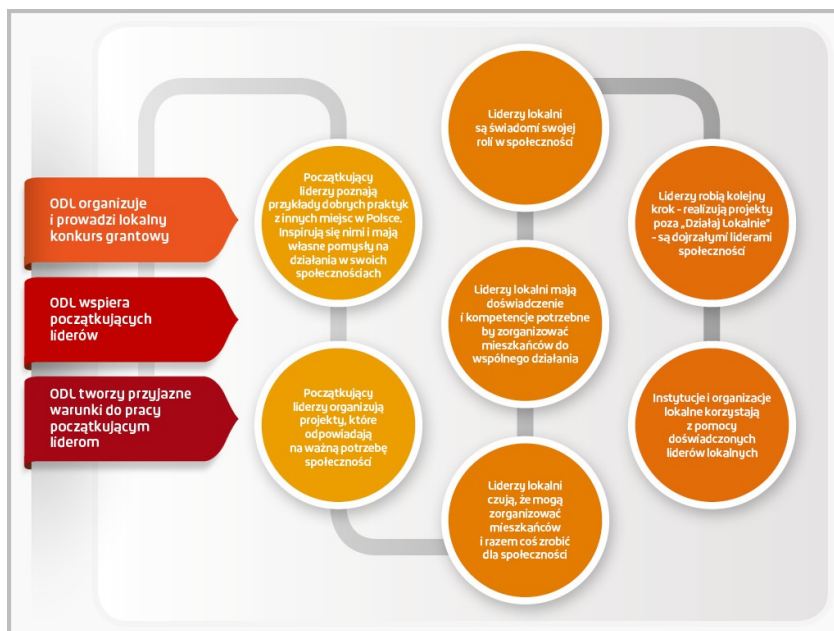 ODL organizuje
i prowadzi lokalny
konkurs grantowy
ODL wspiera
początkujących
liderów
ODL tworzy przyjazne
warunki do pracy
początkującym
liderom
Początkujący
liderzy poznają
przykłady dobrych praktyk
z innych miejsc w Polsce.
Inspirują się nimi i mają
własne pomysły na
działania w swoich
społecznościach
Początkujący
liderzy organizują
projekty, które
odpowiadają
na ważną potrzebę
społeczności
Liderzy lokalni
czują, że mogą
zorganizować
mieszkańców
i razem coś zrobić
dla społeczności
Liderzy lokalni mają
doświadczenie
i kompetencje potrzebne
by zorganizować
mieszkańców do
wspólnego działania
Liderzy lokalni
są świadomi swojej
roli w społeczności
Liderzy robią kolejny
krok - realizują projekty
poza „Działaj Lokalnie”
- są dojrzałymi liderami
społeczności
Instytucje i organizacje
lokalne korzystają
z pomocy
doświadczonych
liderów lokalnych